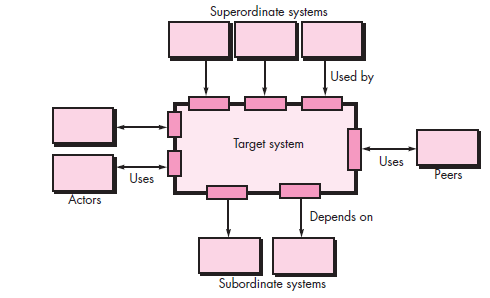 Superordinate systems
Used by
Target system
Uses
Peers
Uses
Actors
Depends on
Subordinate systems